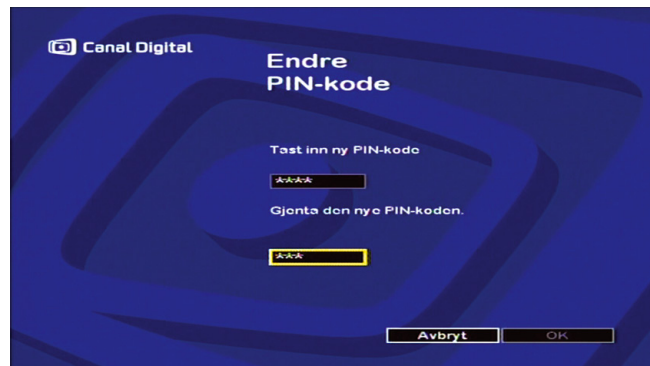 Canal Digital
Endre
PIN-kode
Tast inn ny PIN-kode
****
Gjenta den nye PIN-koden.
***
Avbryt
OK